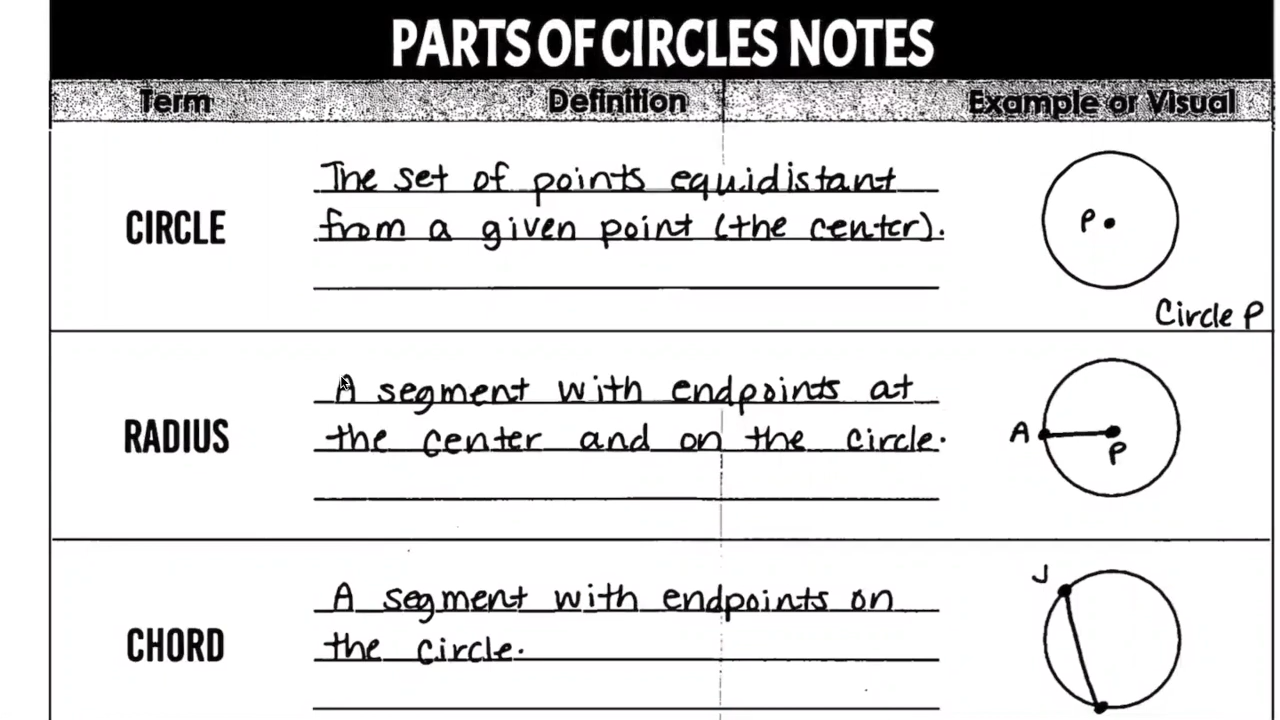 PARTS OF CIRCLES NOTES
Term Definition Example or Visual
CIRCLE
The set of points equidistant
from a given point (the center).
P
Circle P
RADIUS
A segment with endpoints at
the center and on the circle.
A
P
CHORD
A segment with endpoints on
the circle.
J